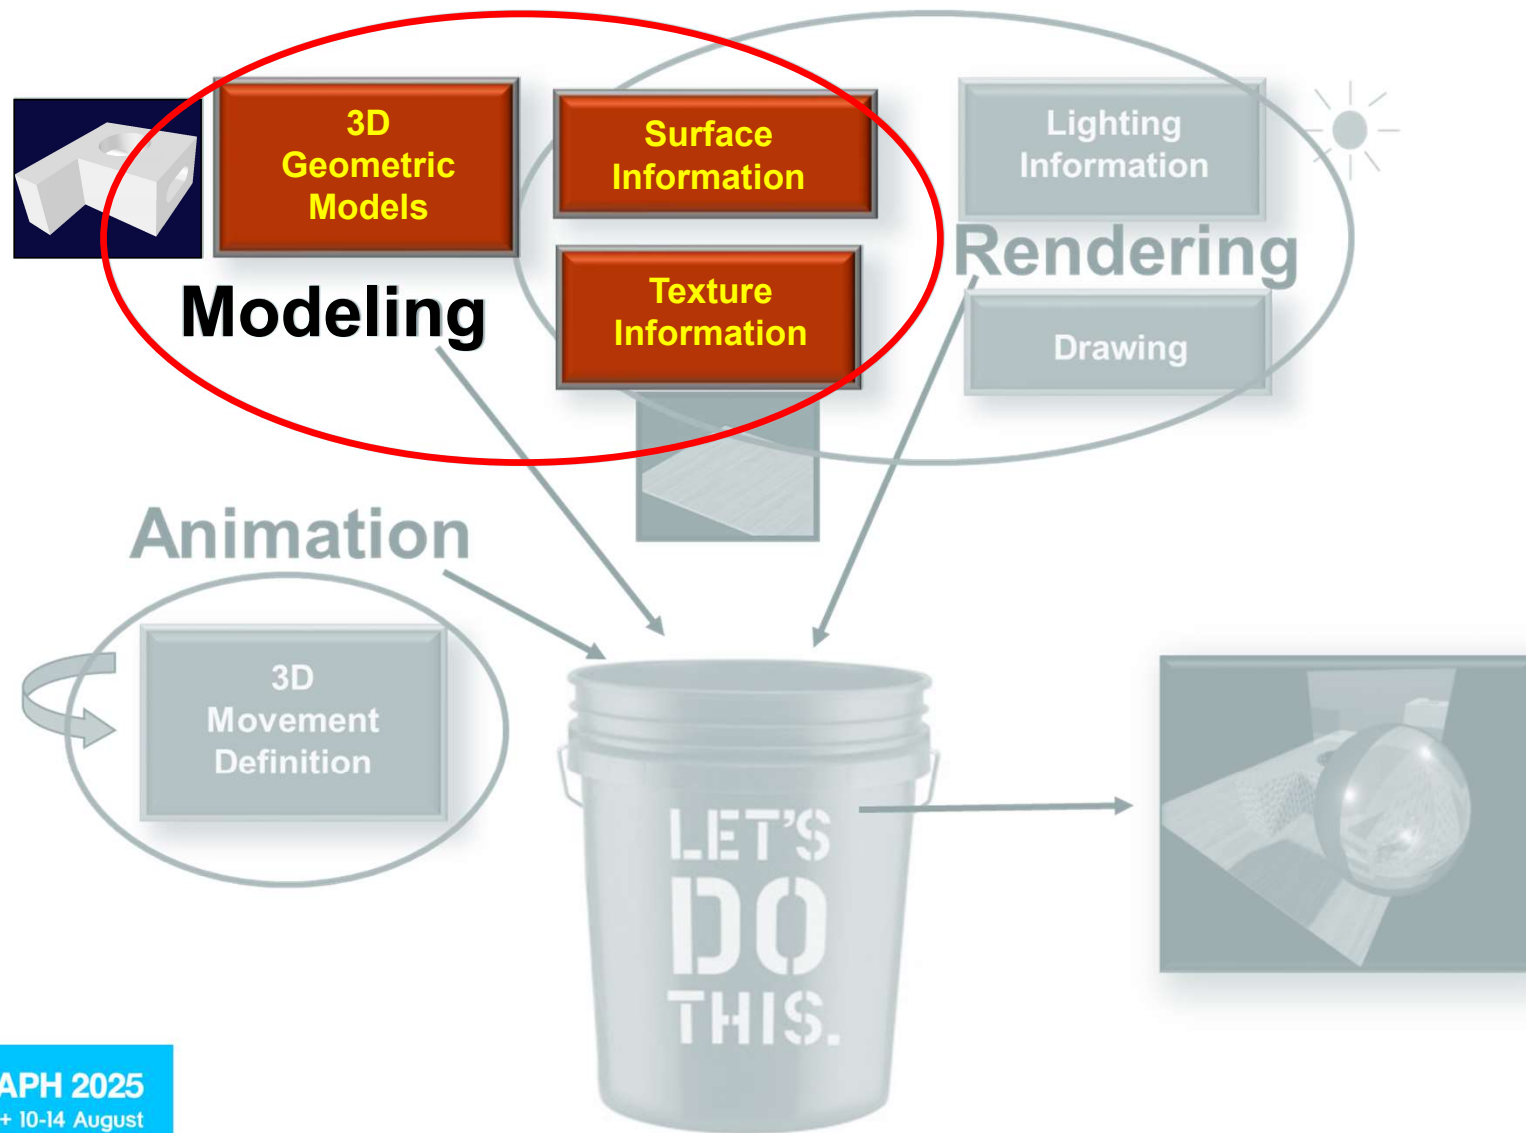 3D
Geometric
Models
Surface
Information
Lighting
Information
Rendering
Modeling
Texture
Information
Drawing
Animation
3D
Movement
Definition
LET'S
DO
THIS.
APH 2025
+ 10-14 August